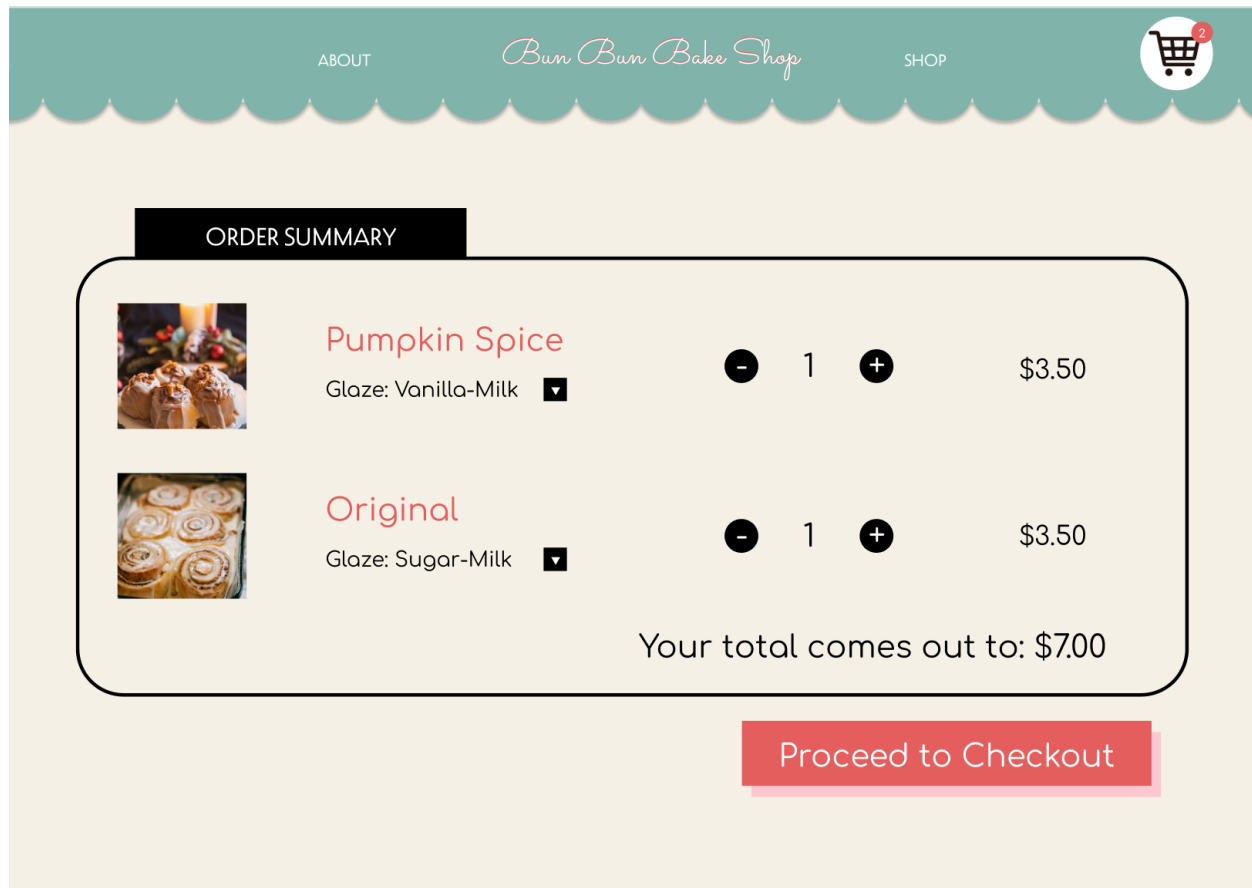 ABOUT
Bun Bun Bake Shop
SHOP
2
ORDER SUMMARY
Pumpkin Spice
Glaze: Vanilla-Milk
- 1 +
$3.50
Original
Glaze: Sugar-Milk
- 1 +
$3.50
Your total comes out to: $7.00
Proceed to Checkout